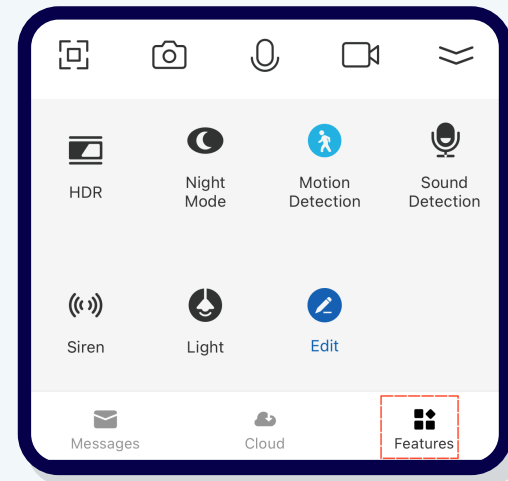 HDR
Night
Mode
Motion
Detection
Sound
Detection
Siren
Light
Edit
Messages
Cloud
Features